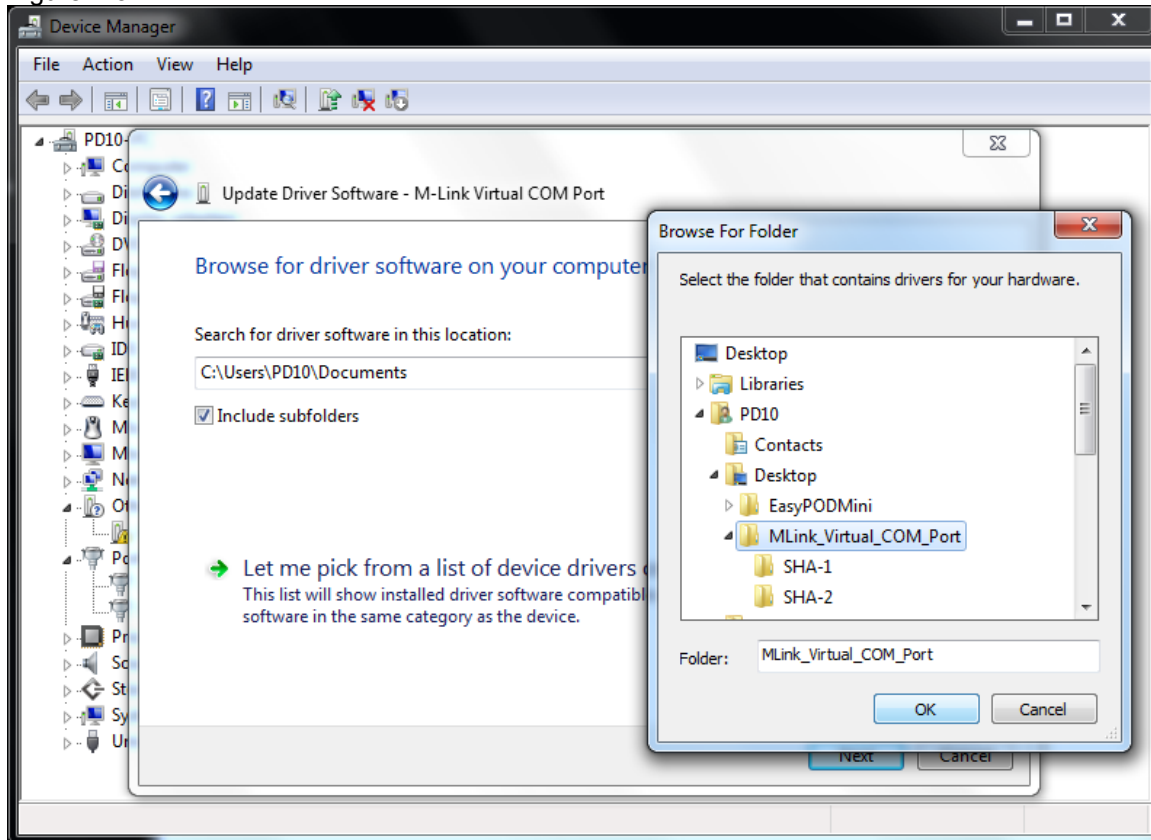 Device Manager
File Action View Help
PD10-
Update Driver Software - M-Link Virtual COM Port
Browse for driver software on your computer
Search for driver software in this location:
C:\Users\PD10\Documents
Include subfolders
Let me pick from a list of device drivers
This list will show installed driver software compatibl
software in the same category as the device.
Next Cancel
Browse For Folder
Select the folder that contains drivers for your hardware.
Desktop
Libraries
PD10
Contacts
Desktop
EasyPODMini
MLink_Virtual_COM_Port
SHA-1
SHA-2
Folder: MLink_Virtual_COM_Port
OK Cancel